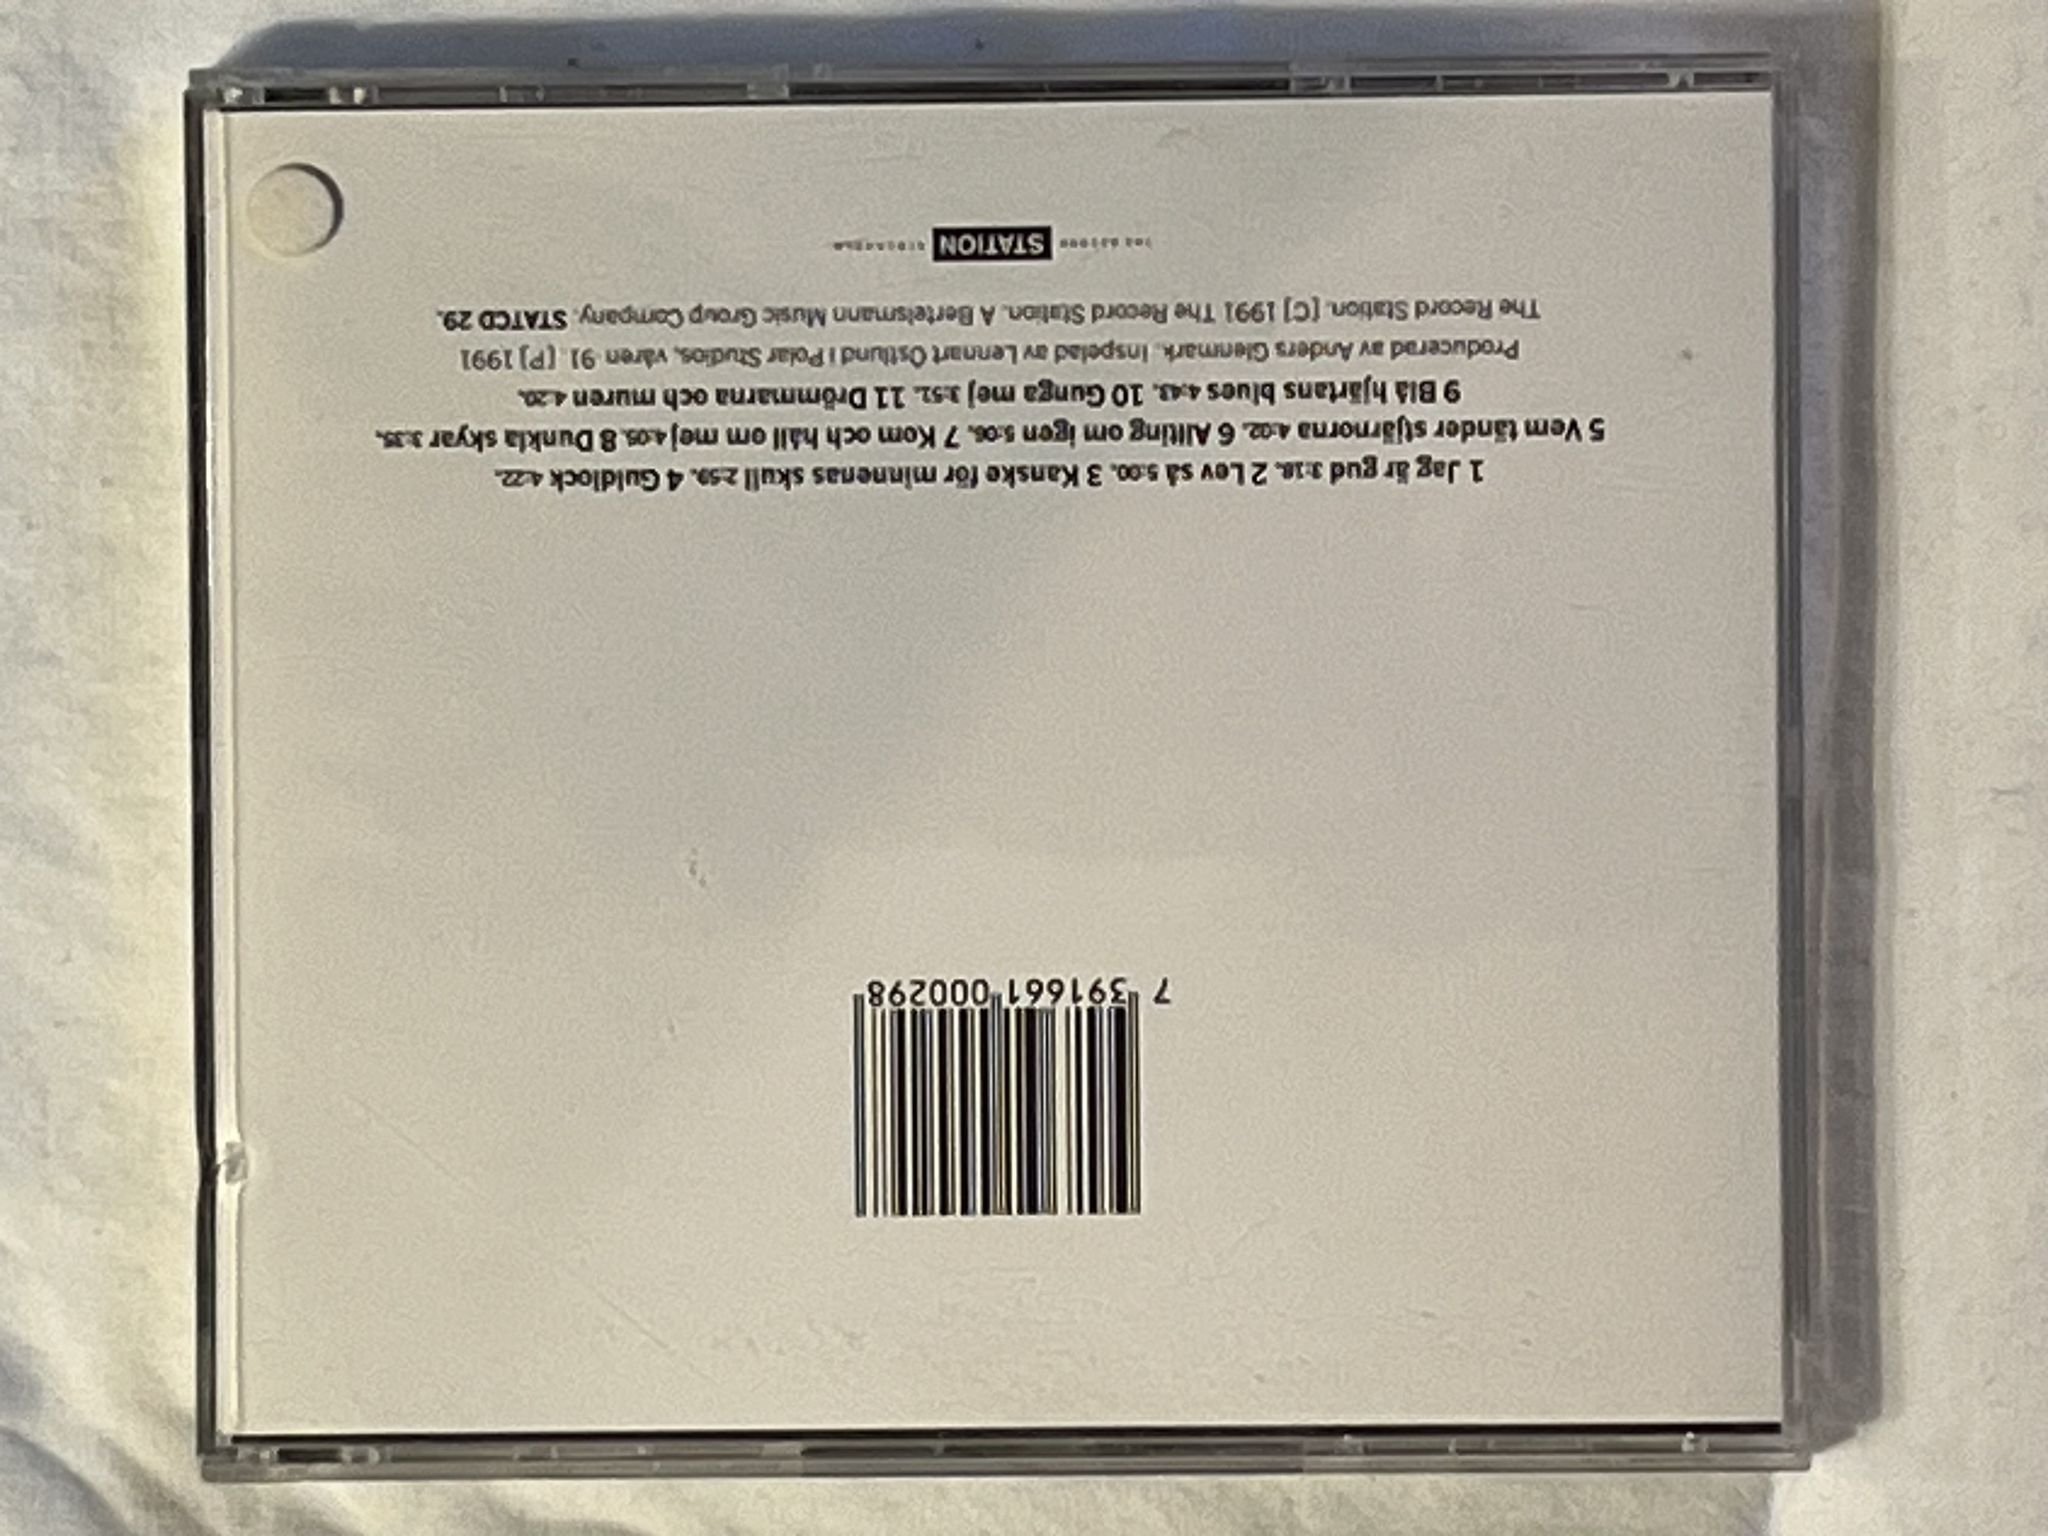 7 391661 000298
1 Jag är gud 3:18. 2 Lev så 5:00. 3 Kanske för minnenas skull 2:59. 4 Guldlock 4:22.
5 Vem tänder stjärnorna 4:02. 6 Allting om igen 5:06. 7 Kom och håll om mej 4:05. 8 Dunkla skyar 3:35.
9 Blå hjärtans blues 4:43. 10 Gunga mej 3:51. 11 Drömmarna och muren 4:20.
Producerad av Anders Glenmark. Inspelad av Lennart Östlund i Polar Studios, våren 91. [P] 1991
The Record Station. [C] 1991 The Record Station. A Bertelsmann Music Group Company. STATCD 29.
STATION